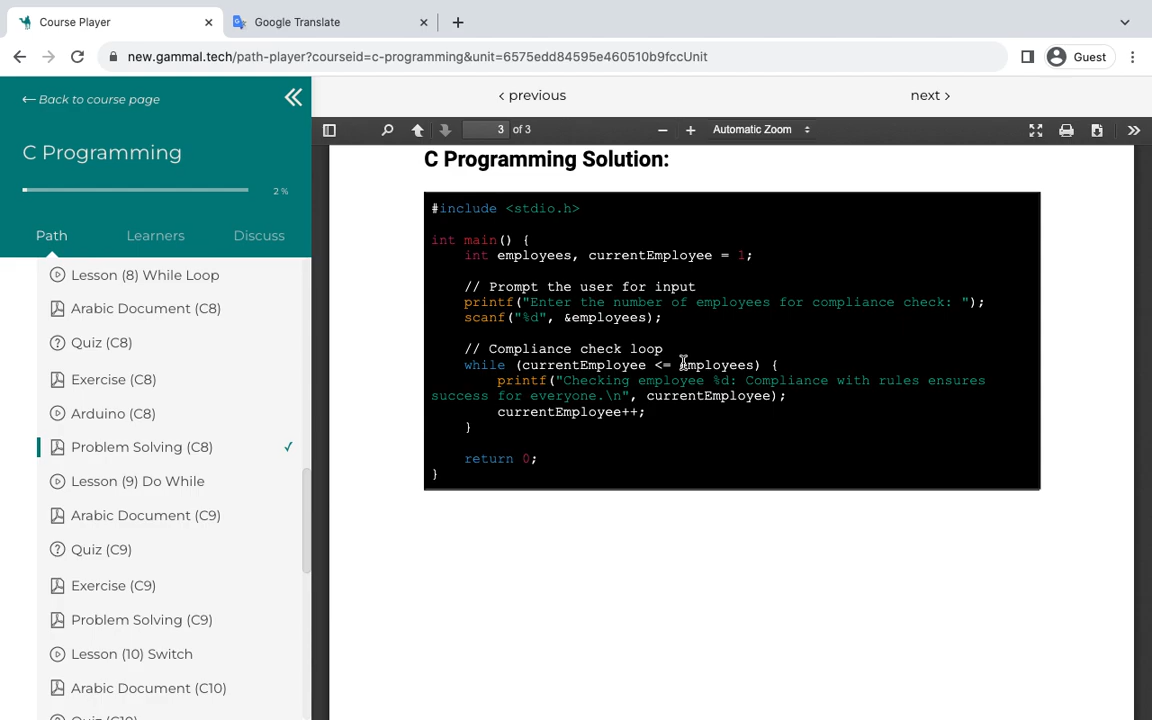 Course Player
Google Translate
new.gammal.tech/path-player?courseid=c-programming&unit=6575edd84595e460510b9fccUnit
Guest
Back to course page
C Programming
2 %
Path
Learners
Discuss
Lesson (8) While Loop
Arabic Document (C8)
Quiz (C8)
Exercise (C8)
Arduino (C8)
Problem Solving (C8)
Lesson (9) Do While
Arabic Document (C9)
Quiz (C9)
Exercise (C9)
Problem Solving (C9)
Lesson (10) Switch
Arabic Document (C10)
Quiz (C10)
previous
next
3 of 3
Automatic Zoom
C Programming Solution:
#include <stdio.h>
int main() {
int employees, currentEmployee = 1;
// Prompt the user for input
printf("Enter the number of employees for compliance check: ");
scanf("%d", &employees);
// Compliance check loop
while (currentEmployee <= employees) {
printf("Checking employee %d: Compliance with rules ensures
success for everyone.\n", currentEmployee);
currentEmployee++;
}
return 0;
}